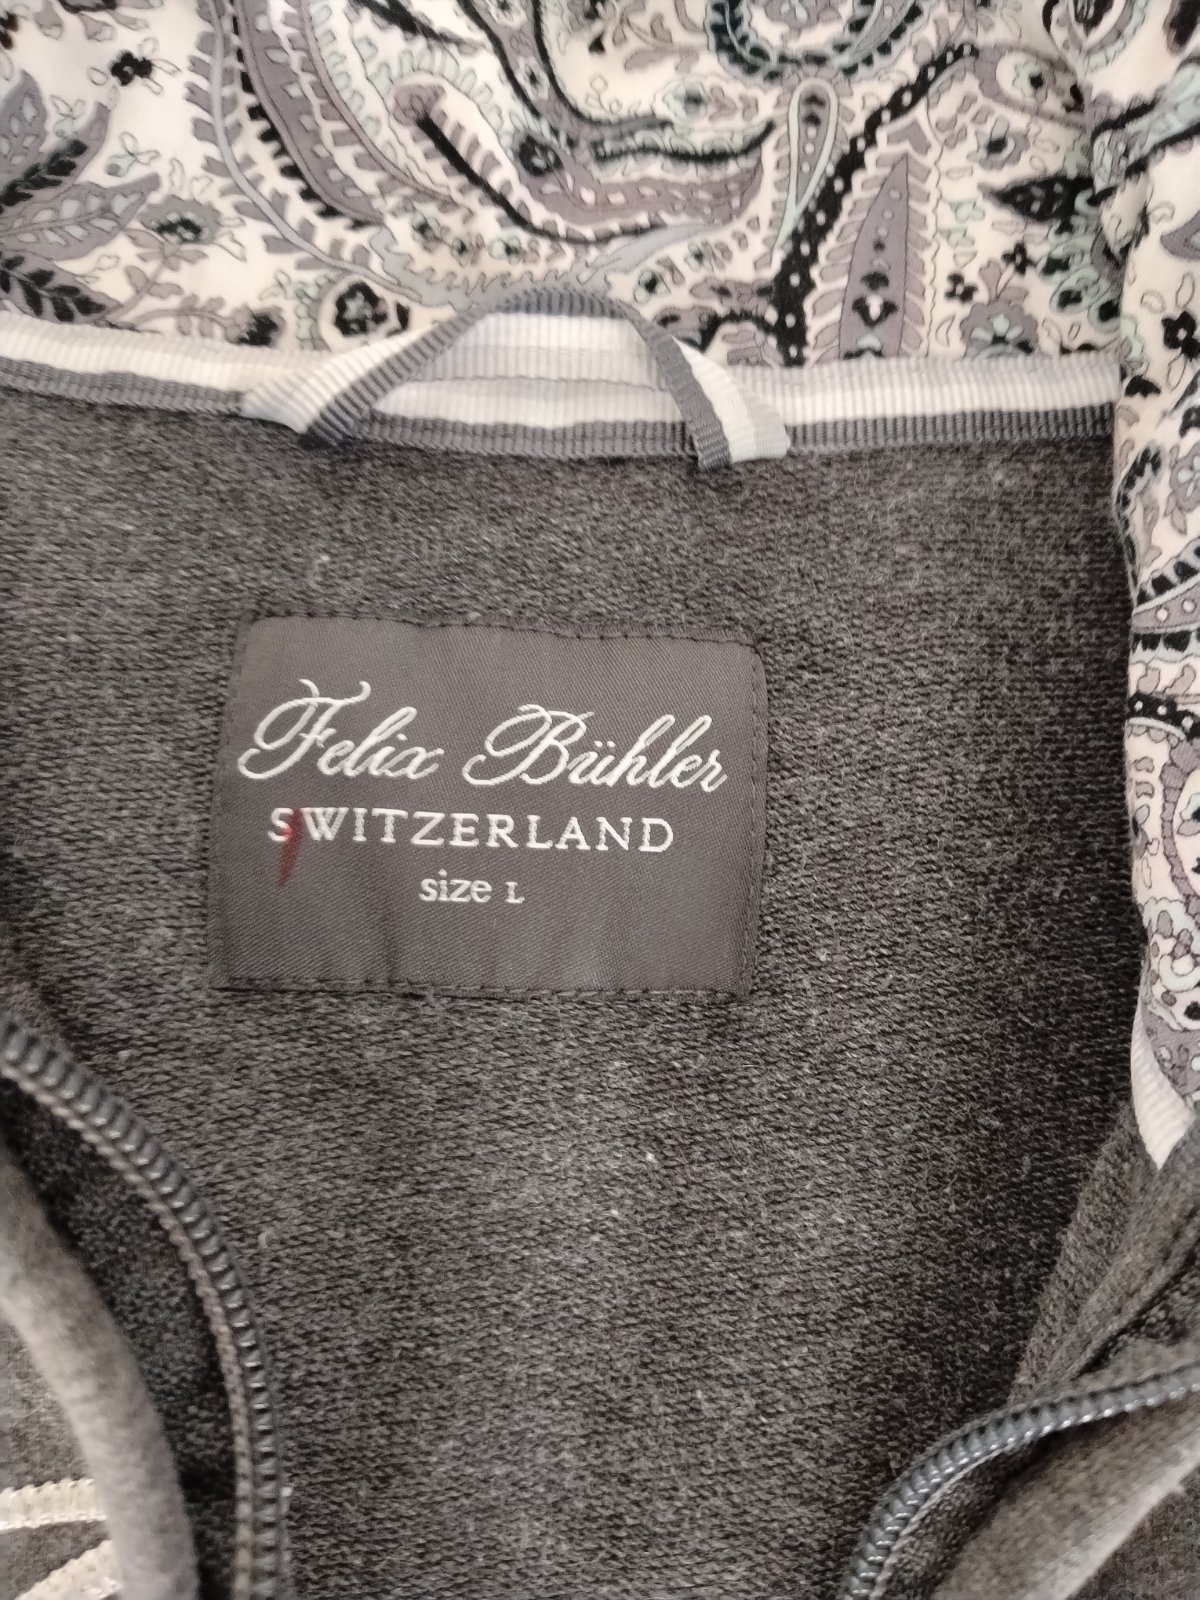 Felix Bühler
SWITZERLAND
size L